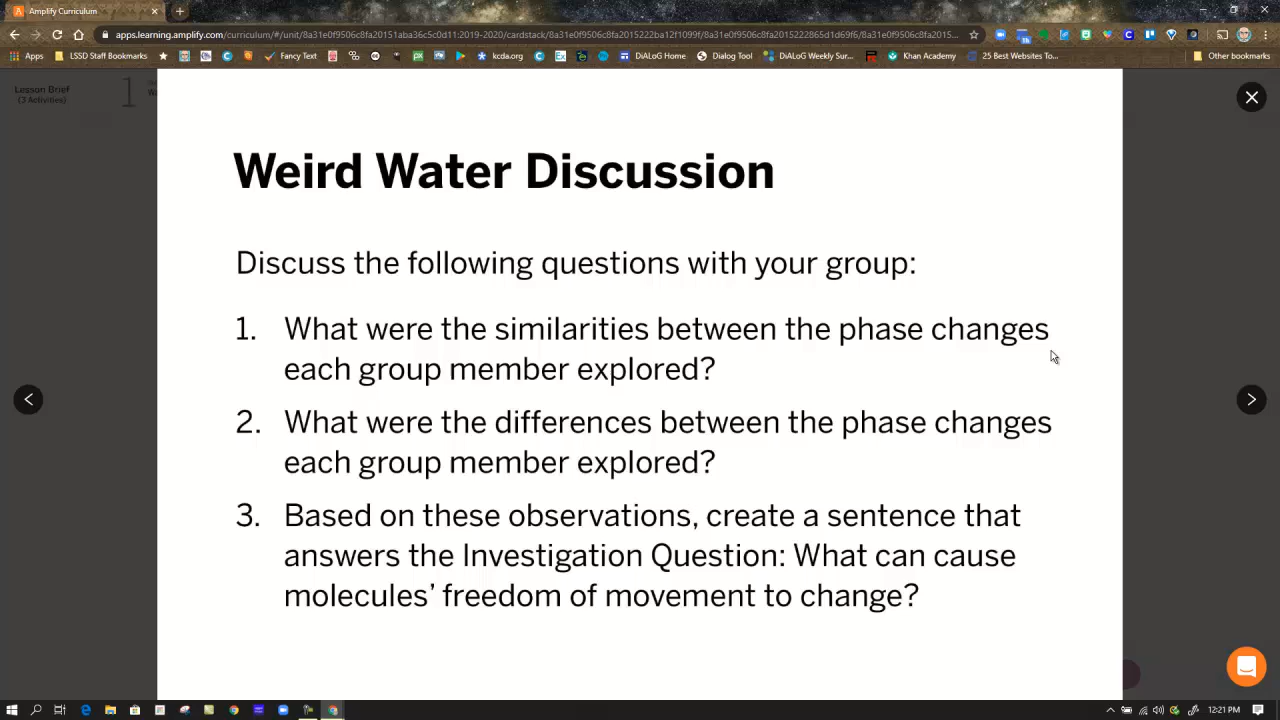 Amplify Curriculum
apps.learning.amplify.com/curriculum/#/unit/8a31e0f9506c8fa20151aba36c5c0d11:2019-2020/cardstack/8a31e0f9506c8fa2015222ba12f1099f/8a31e0f9506c8fa2015222865d1d69f6/8a31e0f9506c8fa2015...
Apps LSSD Staff Bookmarks Fancy Text kcda.org DiALoG Home Dialog Tool DiALoG Weekly Surv... Khan Academy 25 Best Websites To... Other bookmarks
Lesson Brief
(3 Activities)
1
Weird Water Discussion
Discuss the following questions with your group:
1. What were the similarities between the phase changes
each group member explored?
2. What were the differences between the phase changes
each group member explored?
3. Based on these observations, create a sentence that
answers the Investigation Question: What can cause
molecules’ freedom of movement to change?
12:21 PM